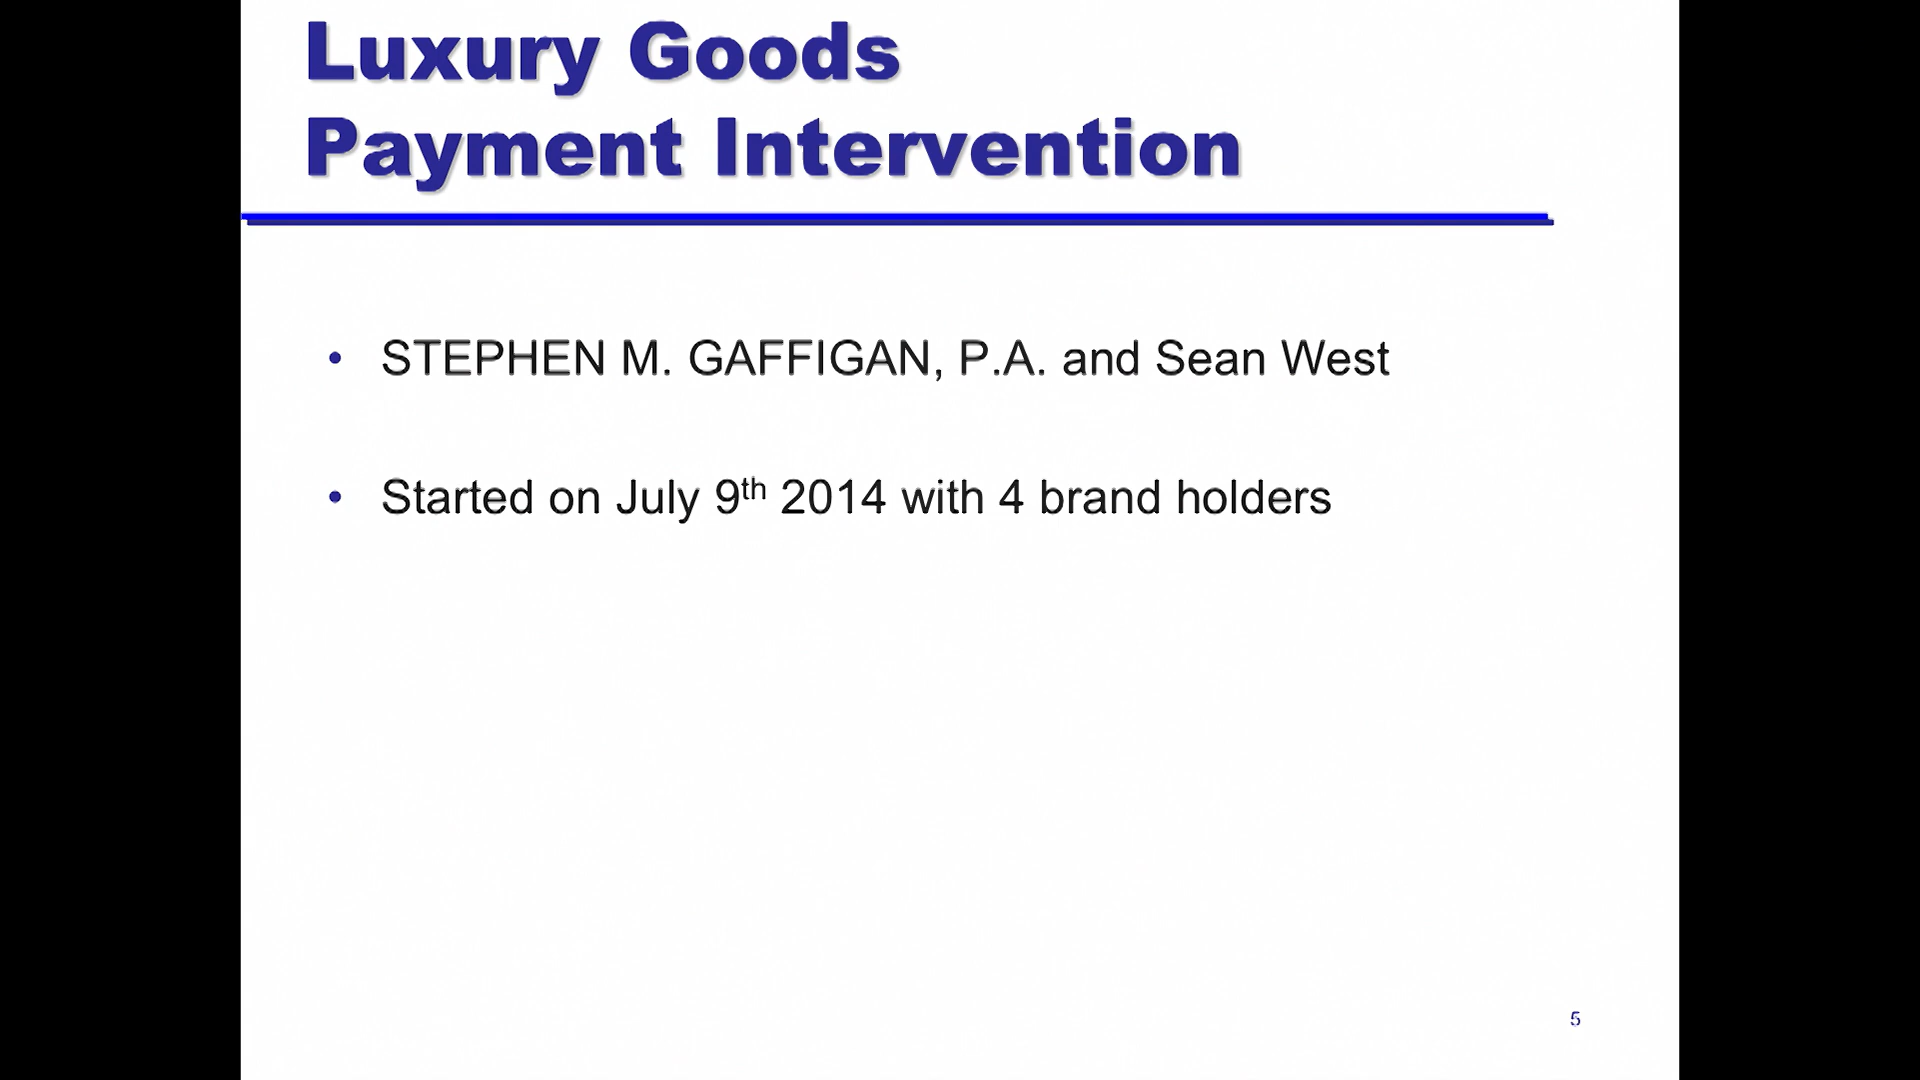 Luxury Goods
Payment Intervention
• STEPHEN M. GAFFIGAN, P.A. and Sean West
• Started on July 9th 2014 with 4 brand holders
5